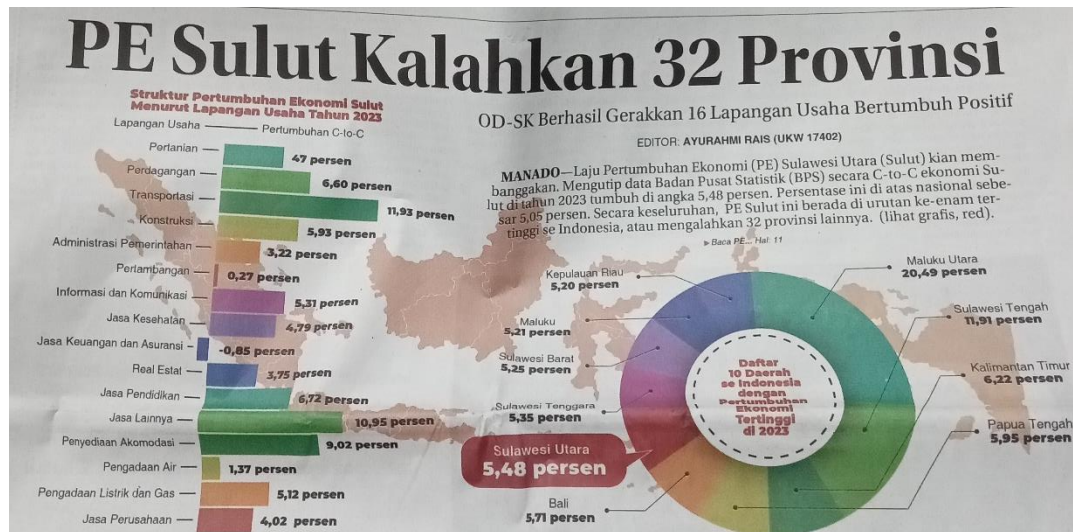 PE Sulut Kalahkan 32 Provinsi
Struktur Pertumbuhan Ekonomi Sulut
Menurut Lapangan Usaha Tahun 2023
Lapangan Usaha Pertumbuhan C-to-C
Pertanian 47 persen
Perdagangan 6,60 persen
Transportasi 11,93 persen
Konstruksi 5,93 persen
Administrasi Pemerintahan 3,22 persen
Pertambangan 0,27 persen
Informasi dan Komunikasi 5,31 persen
Jasa Kesehatan 4,79 persen
Jasa Keuangan dan Asuransi -0,85 persen
Real Estat 3,75 persen
Jasa Pendidikan 6,72 persen
Jasa Lainnya 10,95 persen
Penyediaan Akomodasi 9,02 persen
Pengadaan Air 1,37 persen
Pengadaan Listrik dan Gas 5,12 persen
Jasa Perusahaan 4,02 persen
OD-SK Berhasil Gerakkan 16 Lapangan Usaha Bertumbuh Positif
EDITOR: AYURAHMI RAIS (UKW 17402)
MANADO—Laju Pertumbuhan Ekonomi (PE) Sulawesi Utara (Sulut) kian mem-
banggakan. Mengutip data Badan Pusat Statistik (BPS) secara C-to-C ekonomi Su-
lut di tahun 2023 tumbuh di angka 5,48 persen. Persentase ini di atas nasional sebe-
sar 5,05 persen. Secara keseluruhan, PE Sulut ini berada di urutan ke-enam ter-
tinggi se Indonesia, atau mengalahkan 32 provinsi lainnya. (lihat grafis, red).
▶ Baca PE... Hal: 11
Daftar
10 Daerah
se Indonesia
dengan
Pertumbuhan
Ekonomi
Tertinggi
di 2023
Maluku Utara
20,49 persen
Sulawesi Tengah
11,91 persen
Kalimantan Timur
6,22 persen
Papua Tengah
5,95 persen
Bali
5,71 persen
Sulawesi Utara
5,48 persen
Sulawesi Tenggara
5,35 persen
Sulawesi Barat
5,25 persen
Maluku
5,21 persen
Kepulauan Riau
5,20 persen